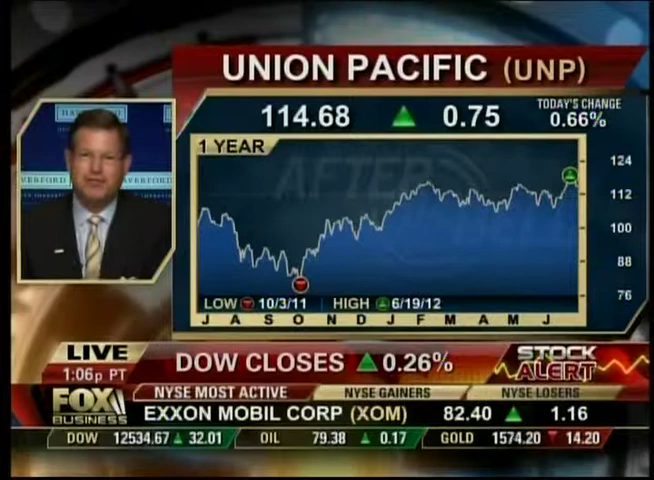 UNION PACIFIC (UNP)
114.68 ▲ 0.75
TODAY'S CHANGE
0.66%
1 YEAR
AFTER
124
112
100
88
76
LOW 10/3/11 HIGH 6/19/12
J A S O N D J F M A M J
VERFORD
LIVE
1:06p PT
DOW CLOSES ▲ 0.26%
STOCK
ALERT
NYSE MOST ACTIVE NYSE GAINERS NYSE LOSERS
FOX
BUSINESS
EXXON MOBIL CORP (XOM) 82.40 ▲ 1.16
DOW 12534.67 ▲ 32.01 OIL 79.38 ▲ 0.17 GOLD 1574.20 ▼ 14.20